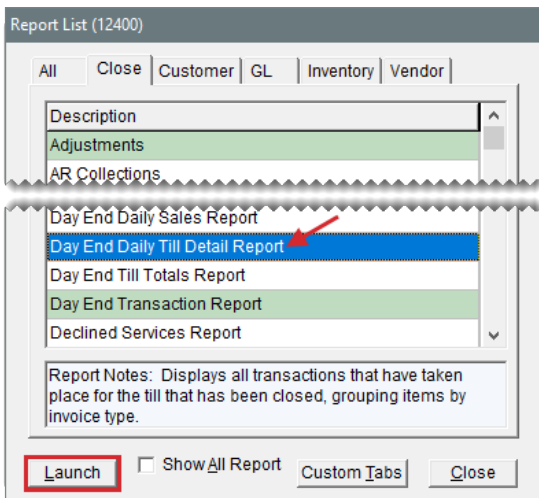 Report List (12400)
All Close Customer GL Inventory Vendor
Description
Adjustments
AR Collections
Day End Daily Sales Report
Day End Daily Till Detail Report
Day End Till Totals Report
Day End Transaction Report
Declined Services Report
Report Notes: Displays all transactions that have taken
place for the till that has been closed, grouping items by
invoice type.
Launch Show All Report Custom Tabs Close